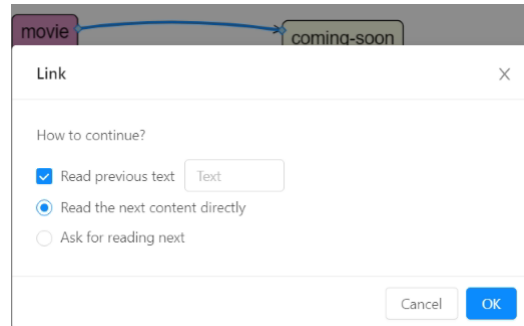 movie
coming-soon
Link
How to continue?
Read previous text Text
Read the next content directly
Ask for reading next
Cancel OK